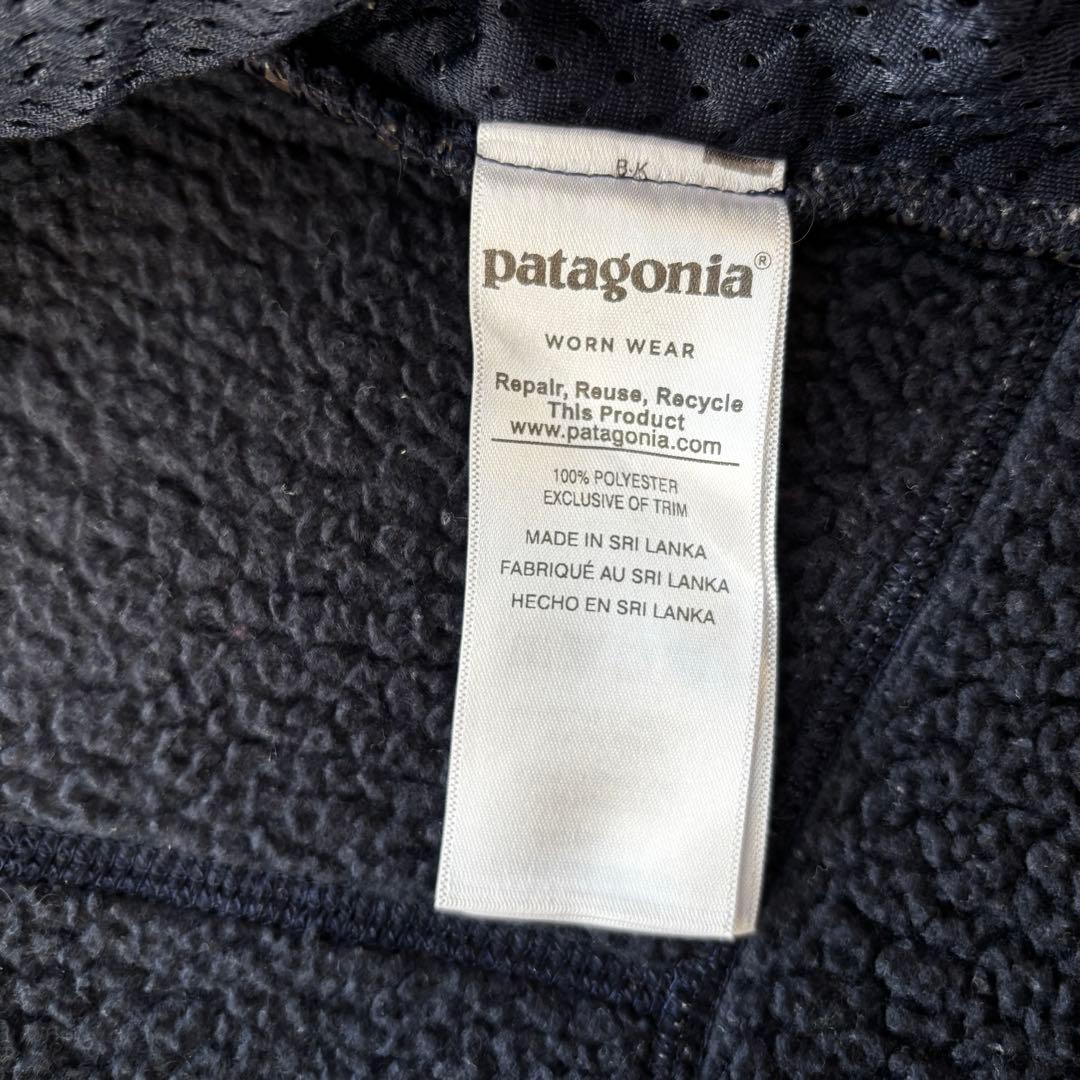 B.K
patagonia®
WORN WEAR
Repair, Reuse, Recycle
This Product
www.patagonia.com
100% POLYESTER
EXCLUSIVE OF TRIM
MADE IN SRI LANKA
FABRIQUÉ AU SRI LANKA
HECHO EN SRI LANKA